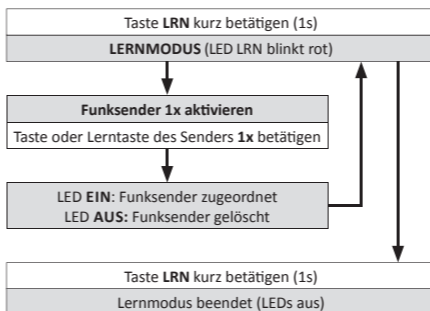 Taste LRN kurz betätigen (1s)
LERNMODUS (LED LRN blinkt rot)
Funksender 1x aktivieren
Taste oder Lerntaste des Senders 1x betätigen
LED EIN: Funksender zugeordnet
LED AUS: Funksender gelöscht
Taste LRN kurz betätigen (1s)
Lernmodus beendet (LEDs aus)